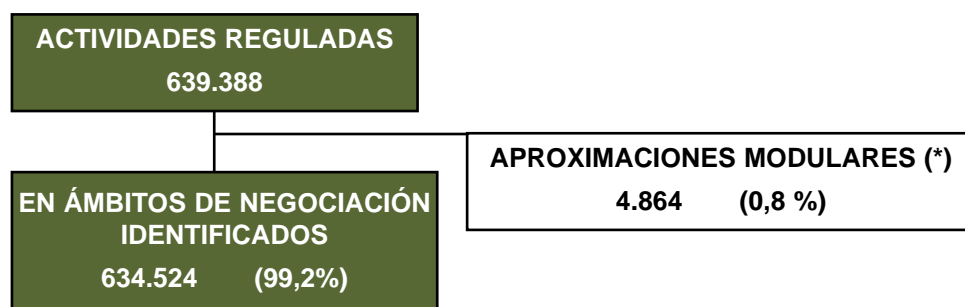 ACTIVIDADES REGULADAS
639.388
APROXIMACIONES MODULARES (*)
4.864 (0,8 %)
EN ÁMBITOS DE NEGOCIACIÓN
IDENTIFICADOS
634.524 (99,2%)